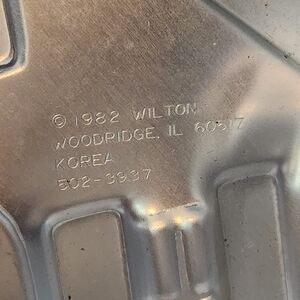 © 1982 WILTON
WOODRIDGE, IL 60517
KOREA
502-3937